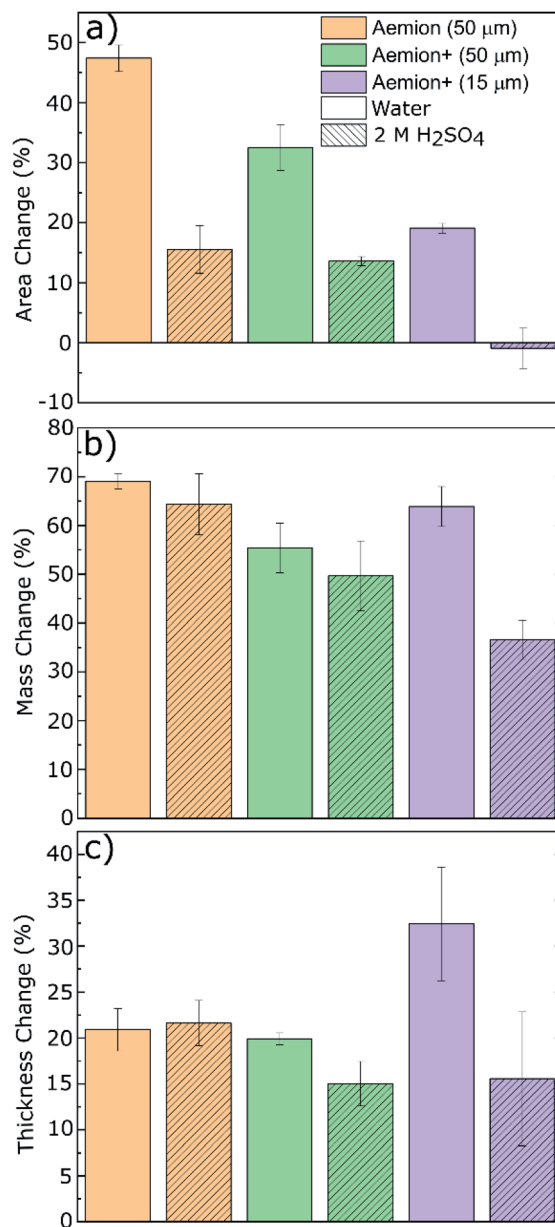 a)
Aemion (50 μm)
Aemion+ (50 μm)
Aemion+ (15 μm)
Water
2 M H₂SO₄
50
40
30
20
10
0
-10
Area Change (%)
b)
80
70
60
50
40
30
20
10
0
Mass Change (%)
c)
40
35
30
25
20
15
10
5
0
Thickness Change (%)